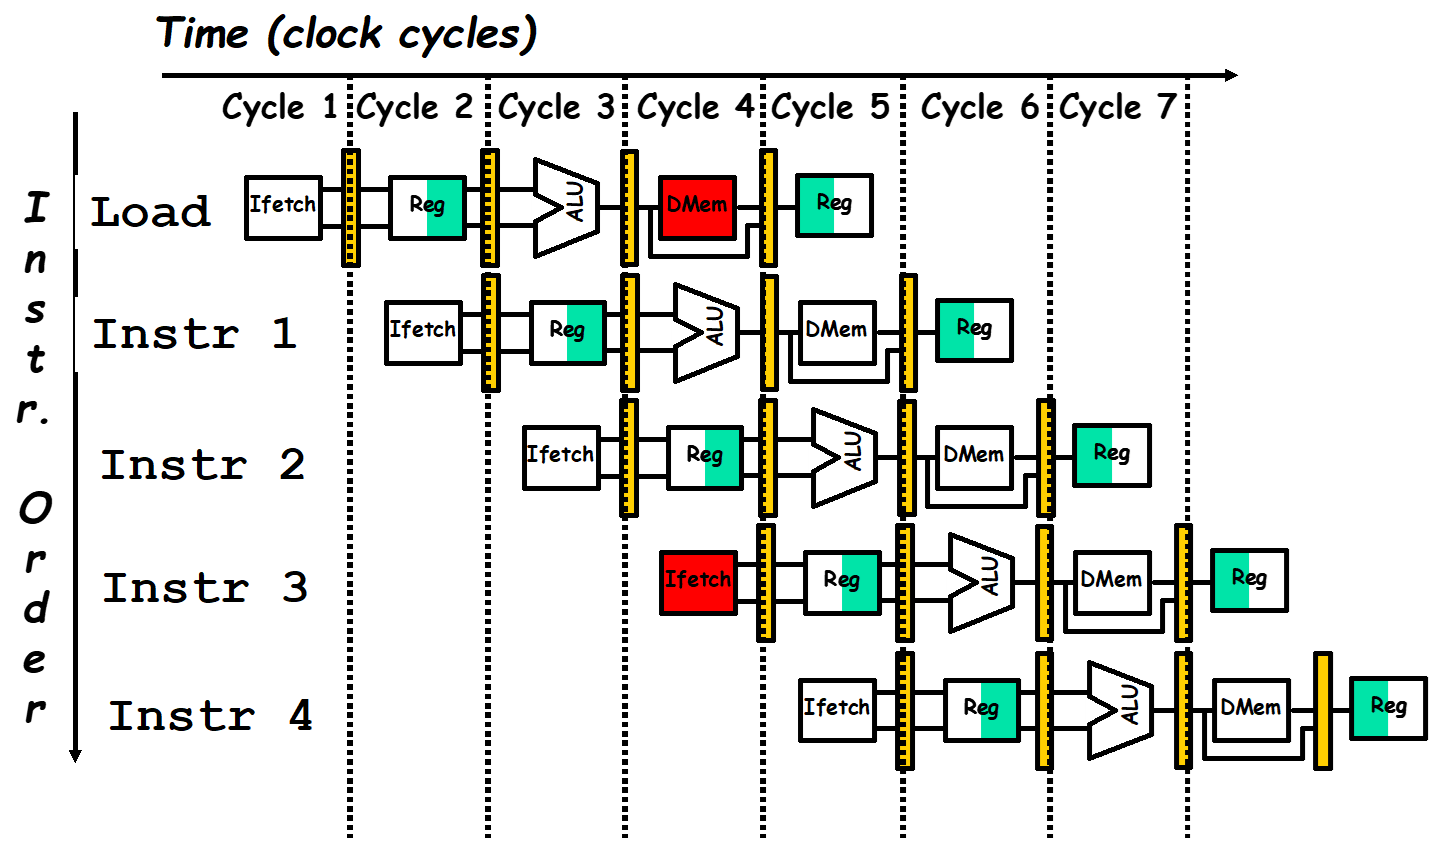 Time (clock cycles)
Cycle 1 Cycle 2 Cycle 3 Cycle 4 Cycle 5 Cycle 6 Cycle 7
Instr. Order
Load Ifetch Reg ALU DMem Reg
Instr 1 Ifetch Reg ALU DMem Reg
Instr 2 Ifetch Reg ALU DMem Reg
Instr 3 Ifetch Reg ALU DMem Reg
Instr 4 Ifetch Reg ALU DMem Reg